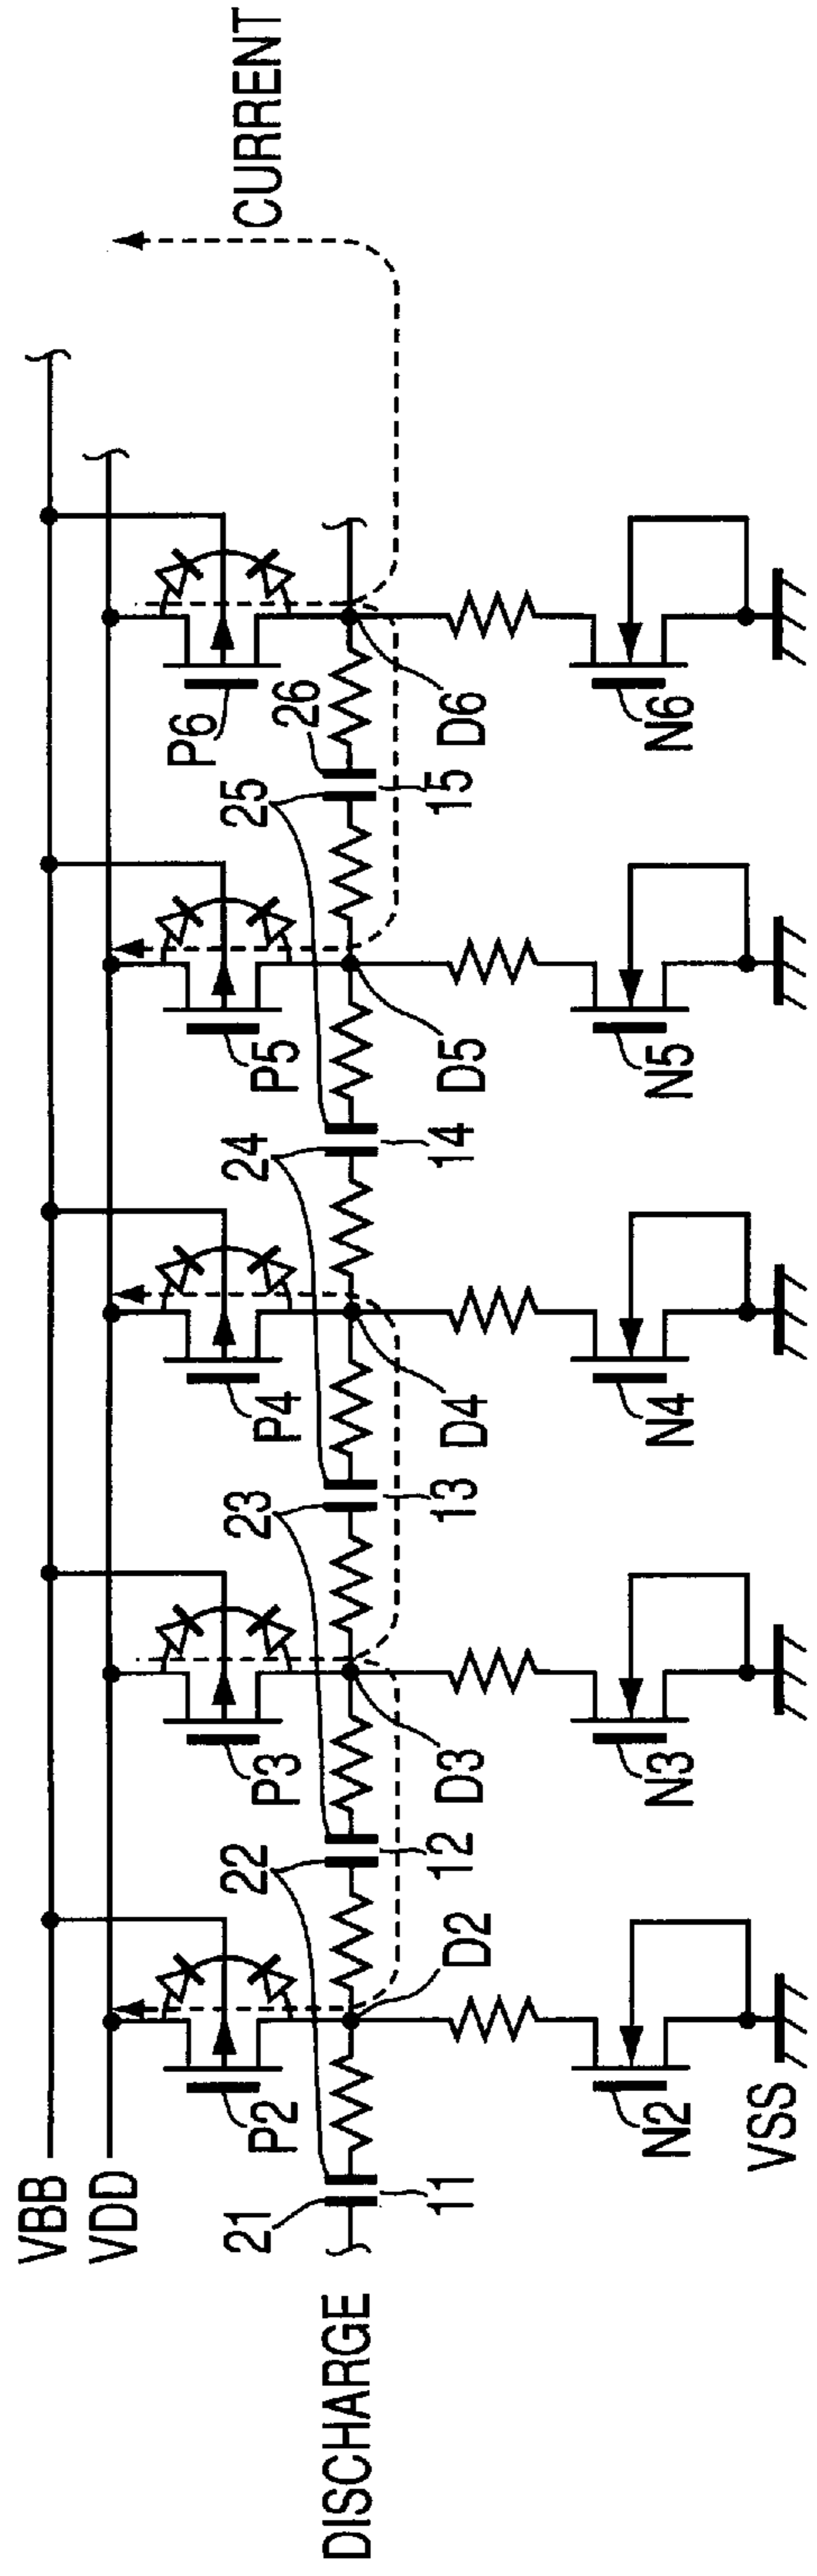 VBB
VDD
CURRENT
P2
P3
P4
P5
P6
21
22
23
24
25
26
DISCHARGE
11
12
13
14
15
D2
D3
D4
D5
D6
N2
N3
N4
N5
N6
VSS